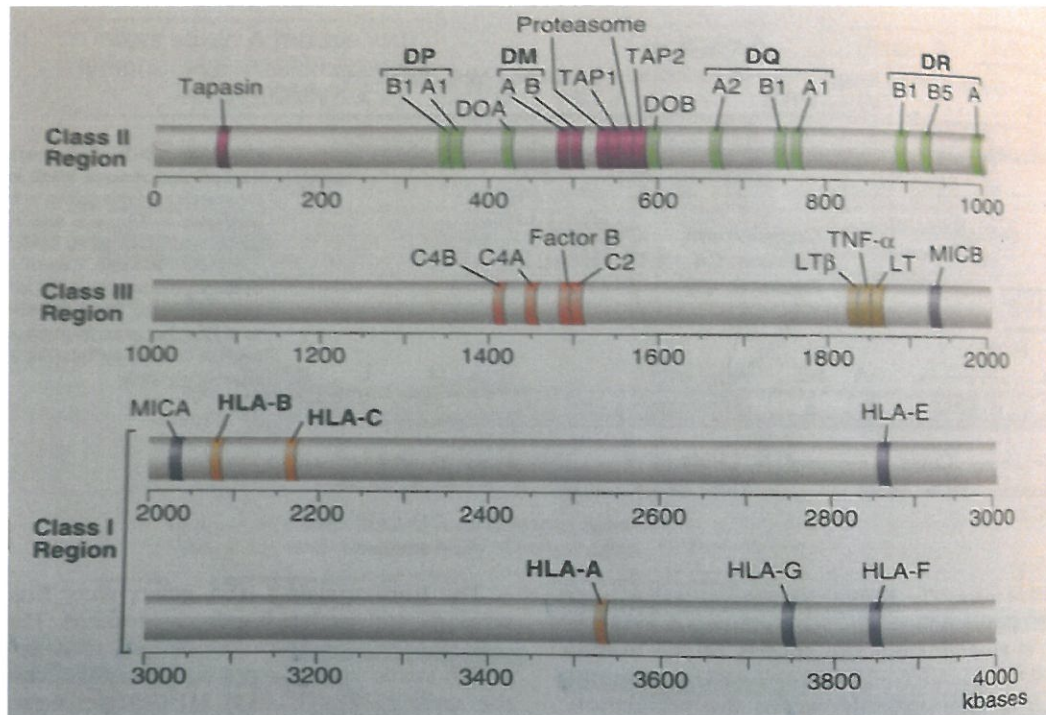 Proteasome
DP DM TAP2 DQ DR
Tapasin B1 A1 A B TAP1 A2 B1 A1 B1 B5 A
DOA DOB
Class II
Region
0 200 400 600 800 1000
Factor B TNF-α
C4B C4A C2 LTβ LT MICB
Class III
Region
1000 1200 1400 1600 1800 2000
MICA HLA-B HLA-C HLA-E
2000 2200 2400 2600 2800 3000
Class I
Region
HLA-A HLA-G HLA-F
3000 3200 3400 3600 3800 4000
kbases